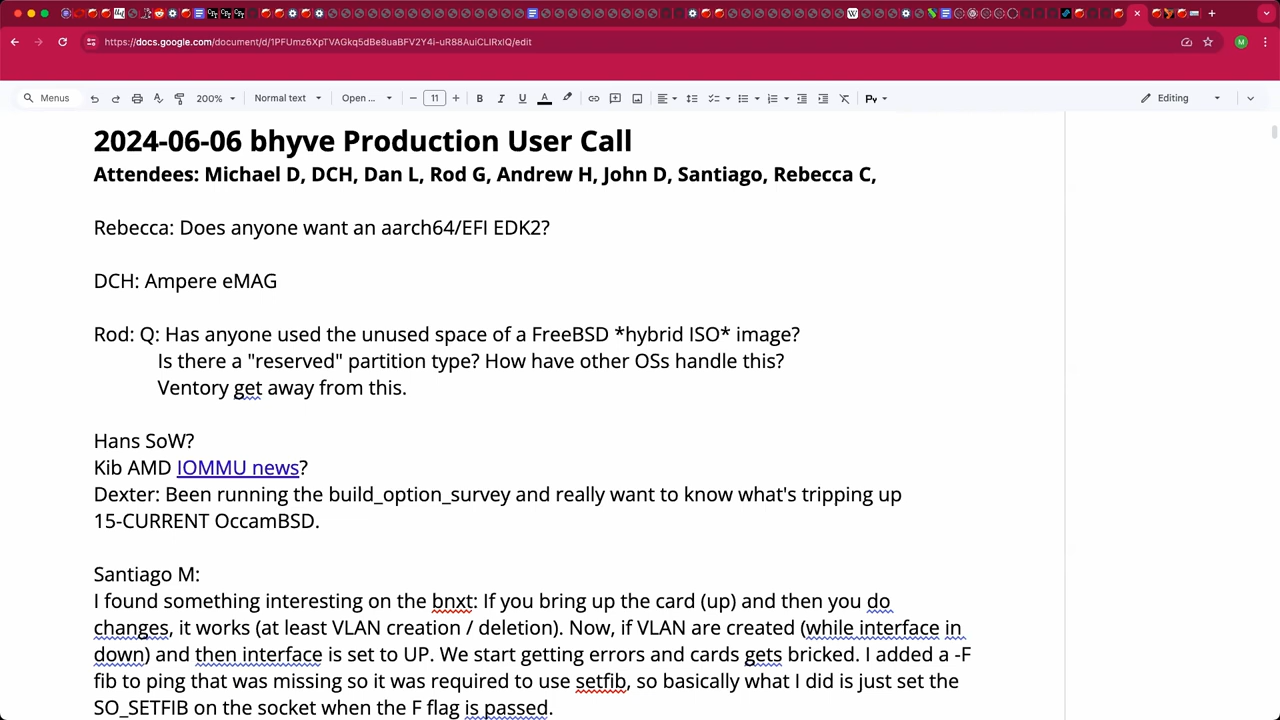 https://docs.google.com/document/d/1PFUmz6XpTVAGkq5dBe8uaBFV2Y4i-uR88AuiCLIRxIQ/edit
M
Menus
200%
Normal text
Open ...
11
B I U A
Editing
2024-06-06 bhyve Production User Call
Attendees: Michael D, DCH, Dan L, Rod G, Andrew H, John D, Santiago, Rebecca C,
Rebecca: Does anyone want an aarch64/EFI EDK2?
DCH: Ampere eMAG
Rod: Q: Has anyone used the unused space of a FreeBSD *hybrid ISO* image?
Is there a "reserved" partition type? How have other OSs handle this?
Ventory get away from this.
Hans SoW?
Kib AMD IOMMU news?
Dexter: Been running the build_option_survey and really want to know what's tripping up
15-CURRENT OccamBSD.
Santiago M:
I found something interesting on the bnxt: If you bring up the card (up) and then you do
changes, it works (at least VLAN creation / deletion). Now, if VLAN are created (while interface in
down) and then interface is set to UP. We start getting errors and cards gets bricked. I added a -F
fib to ping that was missing so it was required to use setfib, so basically what I did is just set the
SO_SETFIB on the socket when the F flag is passed.